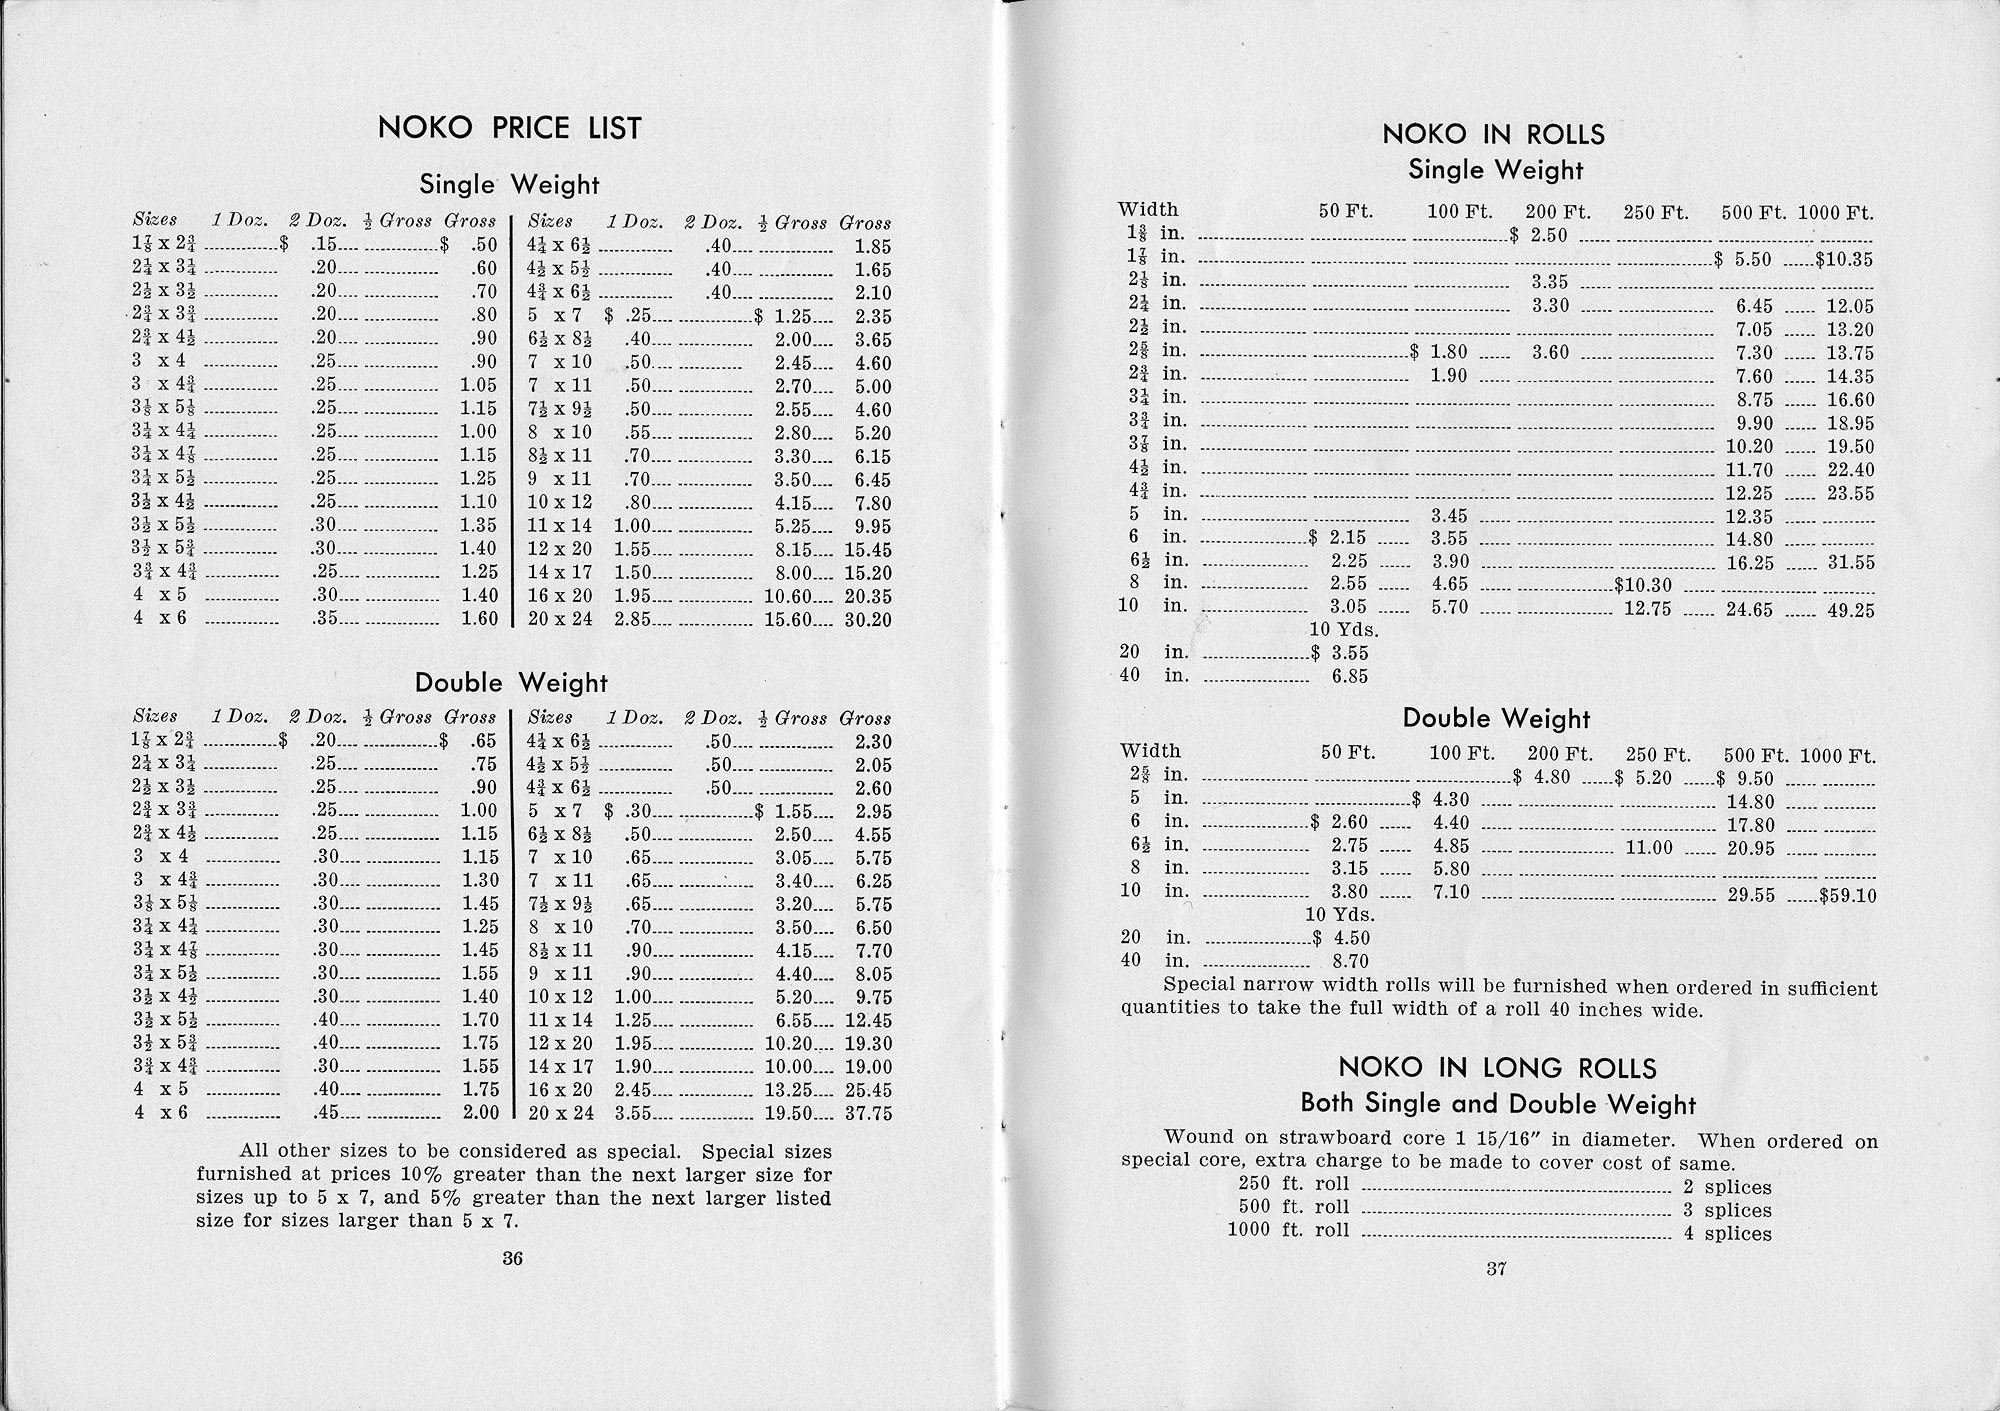 NOKO PRICE LIST
Single Weight
Sizes 1 Doz. 2 Doz. ½ Gross Gross
1⅞ x 2¾ $ .15 $ .50
2¼ x 3¼ .20 .60
2½ x 3½ .20 .70
2¾ x 3¾ .20 .80
2¾ x 4½ .20 .90
3 x 4 .25 .90
3 x 4¾ .25 1.05
3⅛ x 5⅛ .25 1.15
3¼ x 4¼ .25 1.00
3¼ x 4⅞ .25 1.15
3¼ x 5½ .25 1.25
3½ x 4½ .25 1.10
3½ x 5½ .30 1.35
3½ x 5¾ .30 1.40
3¾ x 4¾ .25 1.25
4 x 5 .30 1.40
4 x 6 .35 1.60
Sizes 1 Doz. 2 Doz. ½ Gross Gross
4¼ x 6½ .40 1.85
4½ x 5½ .40 1.65
4¾ x 6½ .40 2.10
5 x 7 $ .25 $ 1.25 2.35
6½ x 8½ .40 2.00 3.65
7 x 10 .50 2.45 4.60
7 x 11 .50 2.70 5.00
7½ x 9½ .50 2.55 4.60
8 x 10 .55 2.80 5.20
8½ x 11 .70 3.30 6.15
9 x 11 .70 3.50 6.45
10 x 12 .80 4.15 7.80
11 x 14 1.00 5.25 9.95
12 x 20 1.55 8.15 15.45
14 x 17 1.50 8.00 15.20
16 x 20 1.95 10.60 20.35
20 x 24 2.85 15.60 30.20
Double Weight
Sizes 1 Doz. 2 Doz. ½ Gross Gross
1⅞ x 2¾ $ .20 $ .65
2¼ x 3¼ .25 .75
2½ x 3½ .25 .90
2¾ x 3¾ .25 1.00
2¾ x 4½ .25 1.15
3 x 4 .30 1.15
3 x 4¾ .30 1.30
3⅛ x 5⅛ .30 1.45
3¼ x 4¼ .30 1.25
3¼ x 4⅞ .30 1.45
3¼ x 5½ .30 1.55
3½ x 4½ .30 1.40
3½ x 5½ .40 1.70
3½ x 5¾ .40 1.75
3¾ x 4¾ .30 1.55
4 x 5 .40 1.75
4 x 6 .45 2.00
Sizes 1 Doz. 2 Doz. ½ Gross Gross
4¼ x 6½ .50 2.30
4½ x 5½ .50 2.05
4¾ x 6½ .50 2.60
5 x 7 $ .30 $ 1.55 2.95
6½ x 8½ .50 2.50 4.55
7 x 10 .65 3.05 5.75
7 x 11 .65 3.40 6.25
7½ x 9½ .65 3.20 5.75
8 x 10 .70 3.50 6.50
8½ x 11 .90 4.15 7.70
9 x 11 .90 4.40 8.05
10 x 12 1.00 5.20 9.75
11 x 14 1.25 6.55 12.45
12 x 20 1.95 10.20 19.30
14 x 17 1.90 10.00 19.00
16 x 20 2.45 13.25 25.45
20 x 24 3.55 19.50 37.75
All other sizes to be considered as special. Special sizes
furnished at prices 10% greater than the next larger size for
sizes up to 5 x 7, and 5% greater than the next larger listed
size for sizes larger than 5 x 7.
36
NOKO IN ROLLS
Single Weight
Width 50 Ft. 100 Ft. 200 Ft. 250 Ft. 500 Ft. 1000 Ft.
1⅜ in. $ 2.50
1⅞ in. $ 5.50 $10.35
2⅛ in. 3.35
2¼ in. 3.30 6.45 12.05
2½ in. 7.05 13.20
2⅝ in. $ 1.80 3.60 7.30 13.75
2¾ in. 1.90 7.60 14.35
3¼ in. 8.75 16.60
3¾ in. 9.90 18.95
3⅞ in. 10.20 19.50
4½ in. 11.70 22.40
4¾ in. 12.25 23.55
5 in. 3.45 12.35
6 in. $ 2.15 3.55 14.80
6½ in. 2.25 3.90 16.25 31.55
8 in. 2.55 4.65 $10.30
10 in. 3.05 5.70 12.75 24.65 49.25
10 Yds.
20 in. $ 3.55
40 in. 6.85
Double Weight
Width 50 Ft. 100 Ft. 200 Ft. 250 Ft. 500 Ft. 1000 Ft.
2⅝ in. $ 4.80 $ 5.20 $ 9.50
5 in. $ 4.30 14.80
6 in. $ 2.60 4.40 17.80
6½ in. 2.75 4.85 11.00 20.95
8 in. 3.15 5.80
10 in. 3.80 7.10 29.55 $59.10
10 Yds.
20 in. $ 4.50
40 in. 8.70
Special narrow width rolls will be furnished when ordered in sufficient
quantities to take the full width of a roll 40 inches wide.
NOKO IN LONG ROLLS
Both Single and Double Weight
Wound on strawboard core 1 15/16″ in diameter. When ordered on
special core, extra charge to be made to cover cost of same.
250 ft. roll 2 splices
500 ft. roll 3 splices
1000 ft. roll 4 splices
37